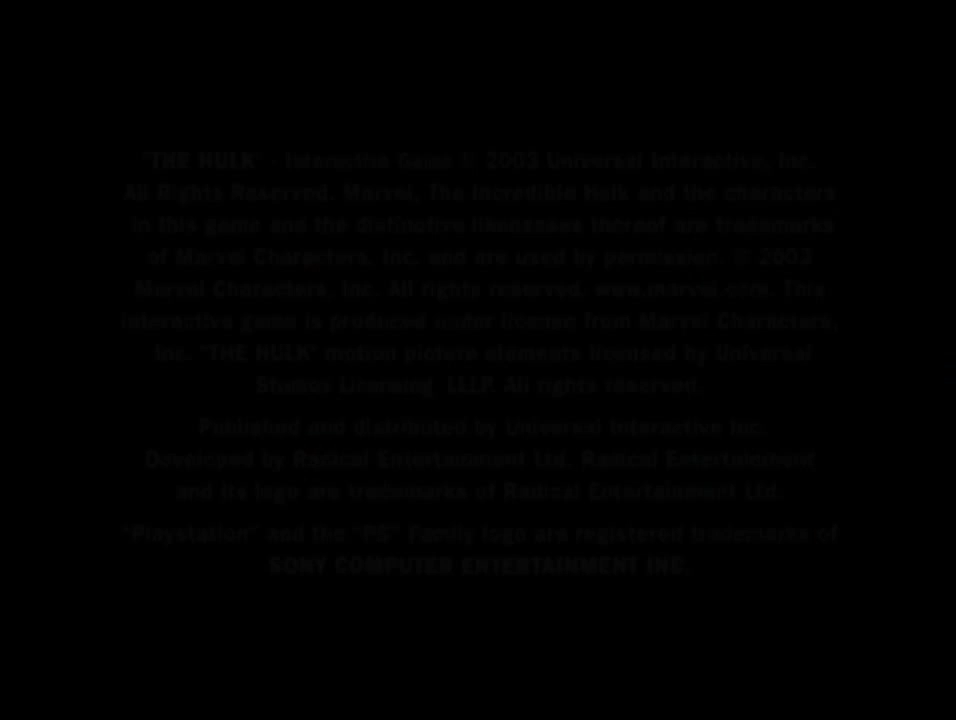 "THE HULK" - Interactive Game © 2003 Universal Interactive, Inc.
All Rights Reserved. Marvel, The Incredible Hulk and the characters
in this game and the distinctive likenesses thereof are trademarks
of Marvel Characters, Inc. and are used by permission. © 2003
Marvel Characters, Inc. All rights reserved. www.marvel.com. This
interactive game is produced under license from Marvel Characters,
Inc. "THE HULK" motion picture elements licensed by Universal
Studios Licensing LLLP. All rights reserved.
Published and distributed by Universal Interactive Inc.
Developed by Radical Entertainment Ltd. Radical Entertainment
and its logo are trademarks of Radical Entertainment Ltd.
"Playstation" and the "PS" Family logo are registered trademarks of
SONY COMPUTER ENTERTAINMENT INC.